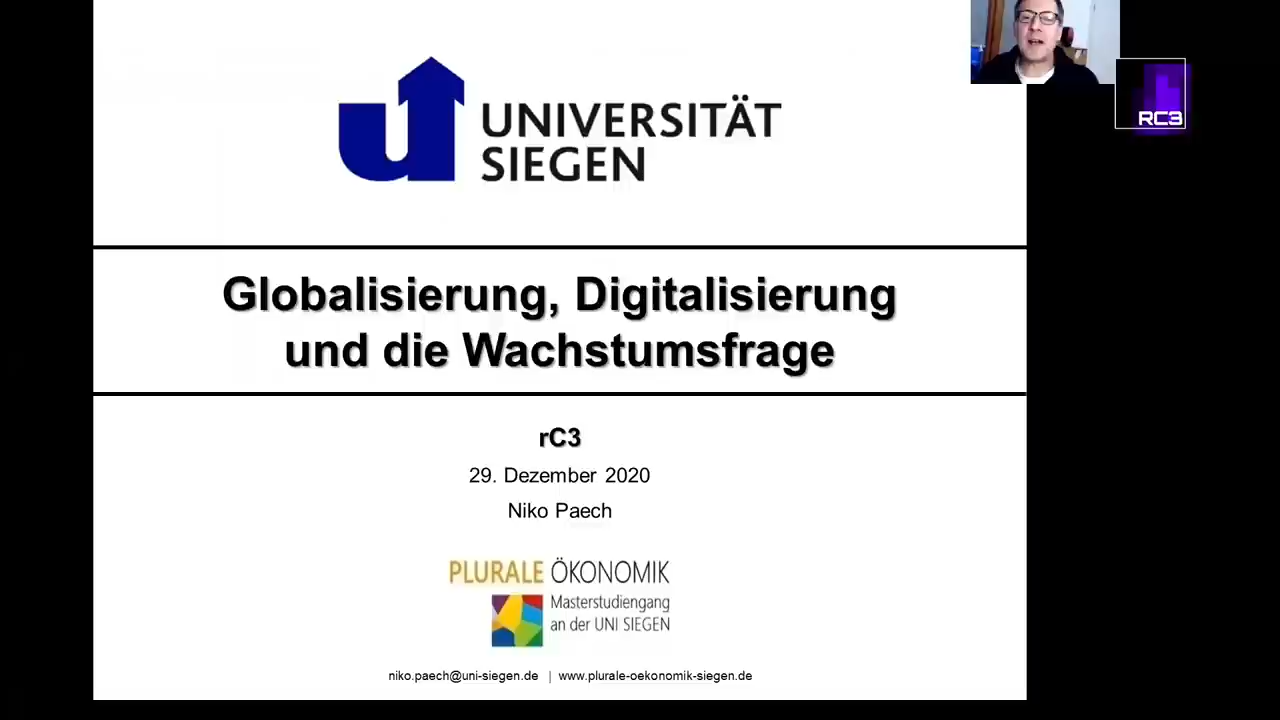 UNIVERSITÄT
SIEGEN
RC3
Globalisierung, Digitalisierung
und die Wachstumsfrage
rC3
29. Dezember 2020
Niko Paech
PLURALE ÖKONOMIK
Masterstudiengang
an der UNI SIEGEN
niko.paech@uni-siegen.de | www.plurale-oekonomik-siegen.de